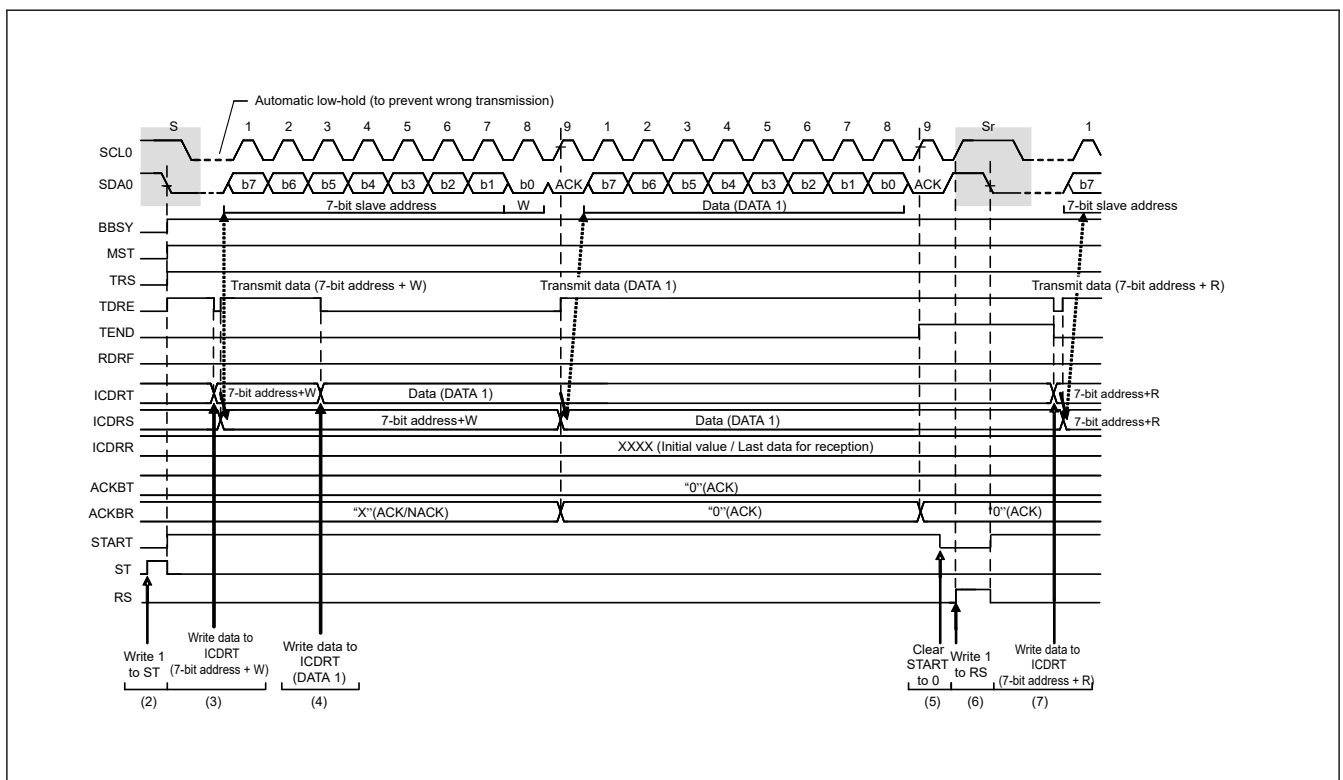 Automatic low-hold (to prevent wrong transmission)
S 1 2 3 4 5 6 7 8 9 1 2 3 4 5 6 7 8 9 Sr 1
SCL0
SDA0 b7 b6 b5 b4 b3 b2 b1 b0 ACK b7 b6 b5 b4 b3 b2 b1 b0 ACK b7
7-bit slave address W Data (DATA 1) 7-bit slave address
BBSY
MST
TRS
Transmit data (7-bit address + W) Transmit data (DATA 1) Transmit data (7-bit address + R)
TDRE
TEND
RDRF
ICDRT 7-bit address+W Data (DATA 1) 7-bit address+R
ICDRS 7-bit address+W Data (DATA 1) 7-bit address+R
ICDRR XXXX (Initial value / Last data for reception)
ACKBT "0"(ACK)
ACKBR "X"(ACK/NACK) "0"(ACK) "0"(ACK)
START
ST
RS
Write 1
to ST
Write data to
ICDRT
(7-bit address + W)
Write data to
ICDRT
(DATA 1)
Clear
START
to 0
Write 1
to RS
Write data to
ICDRT
(7-bit address + R)
(2) (3) (4) (5) (6) (7)